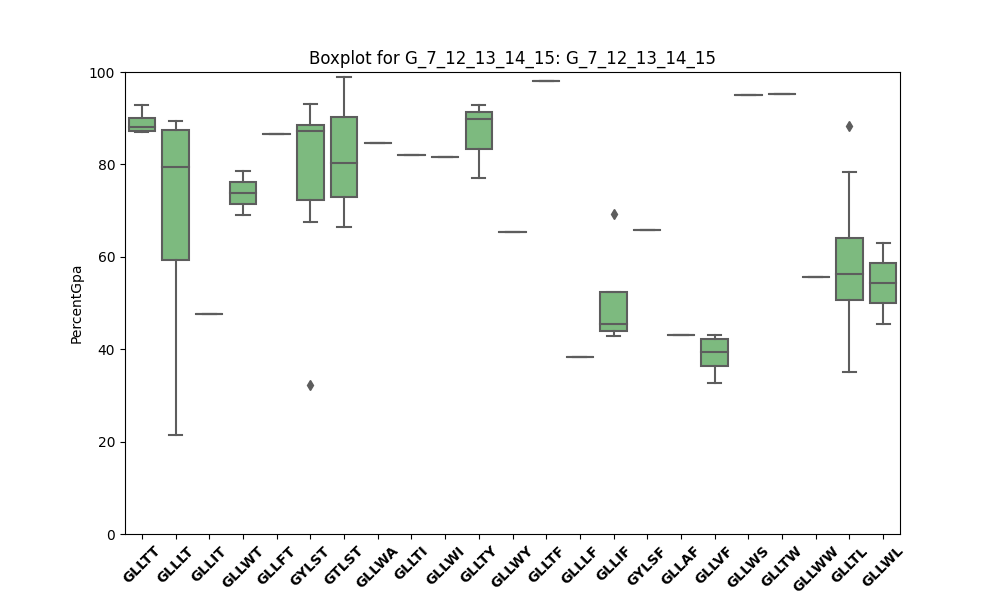 Boxplot for G_7_12_13_14_15: G_7_12_13_14_15
100
80
60
40
20
0
PercentGpa
GLLTT
GLLLT
GLLIT
GLLWT
GLLFT
GYLST
GTLST
GLLWA
GLLTI
GLLWI
GLLTY
GLLWY
GLLTF
GLLLF
GLLIF
GYLSF
GLLAF
GLLVF
GLLWS
GLLTW
GLLWW
GLLTL
GLLWL